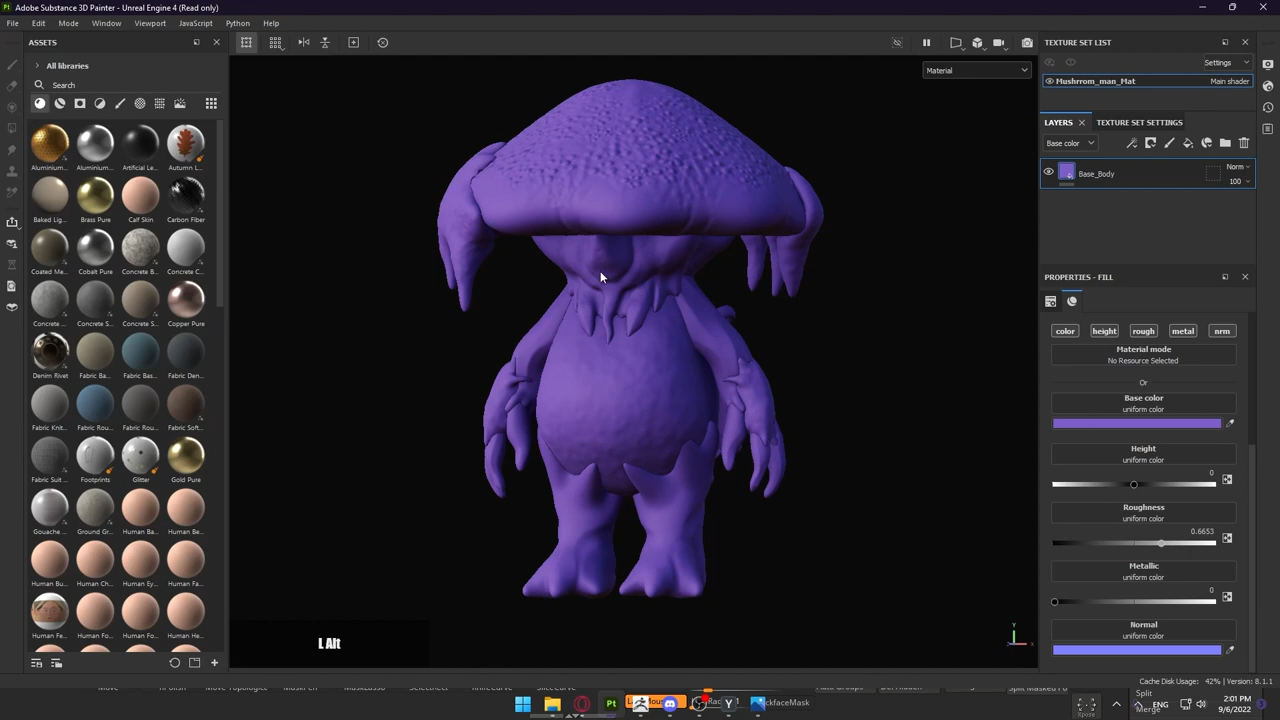 Adobe Substance 3D Painter - Unreal Engine 4 (Read only)
File Edit Mode Window Viewport JavaScript Python Help
ASSETS
All libraries
Search
Aluminium... Aluminium... Artificial Le... Autumn L...
Baked Lig... Brass Pure Calf Skin Carbon Fiber
Coated Me... Cobalt Pure Concrete B... Concrete C...
Concrete ... Concrete S... Concrete S... Copper Pure
Denim Rivet Fabric Ba... Fabric Bas... Fabric Den...
Fabric Knit... Fabric Rou... Fabric Rou... Fabric Soft...
Fabric Suit ... Footprints Glitter Gold Pure
Gouache ... Ground Gr... Human Ba... Human Be...
Human Bu... Human Ch... Human Ey... Human Fa...
Human Fe... Human Fo... Human Fo... Human He...
Material
L Alt
Y
TEXTURE SET LIST
Settings
Mushrrom_man_Mat Main shader
LAYERS TEXTURE SET SETTINGS
Base color
Base_Body Norm
100
PROPERTIES - FILL
color height rough metal nrm
Material mode
No Resource Selected
Or
Base color
uniform color
Height
uniform color
0
Roughness
uniform color
0.6653
Metallic
uniform color
0
Normal
uniform color
Cache Disk Usage: 42% | Version: 8.1.1
Split
Merge
ENG
2:01 PM
9/6/2022